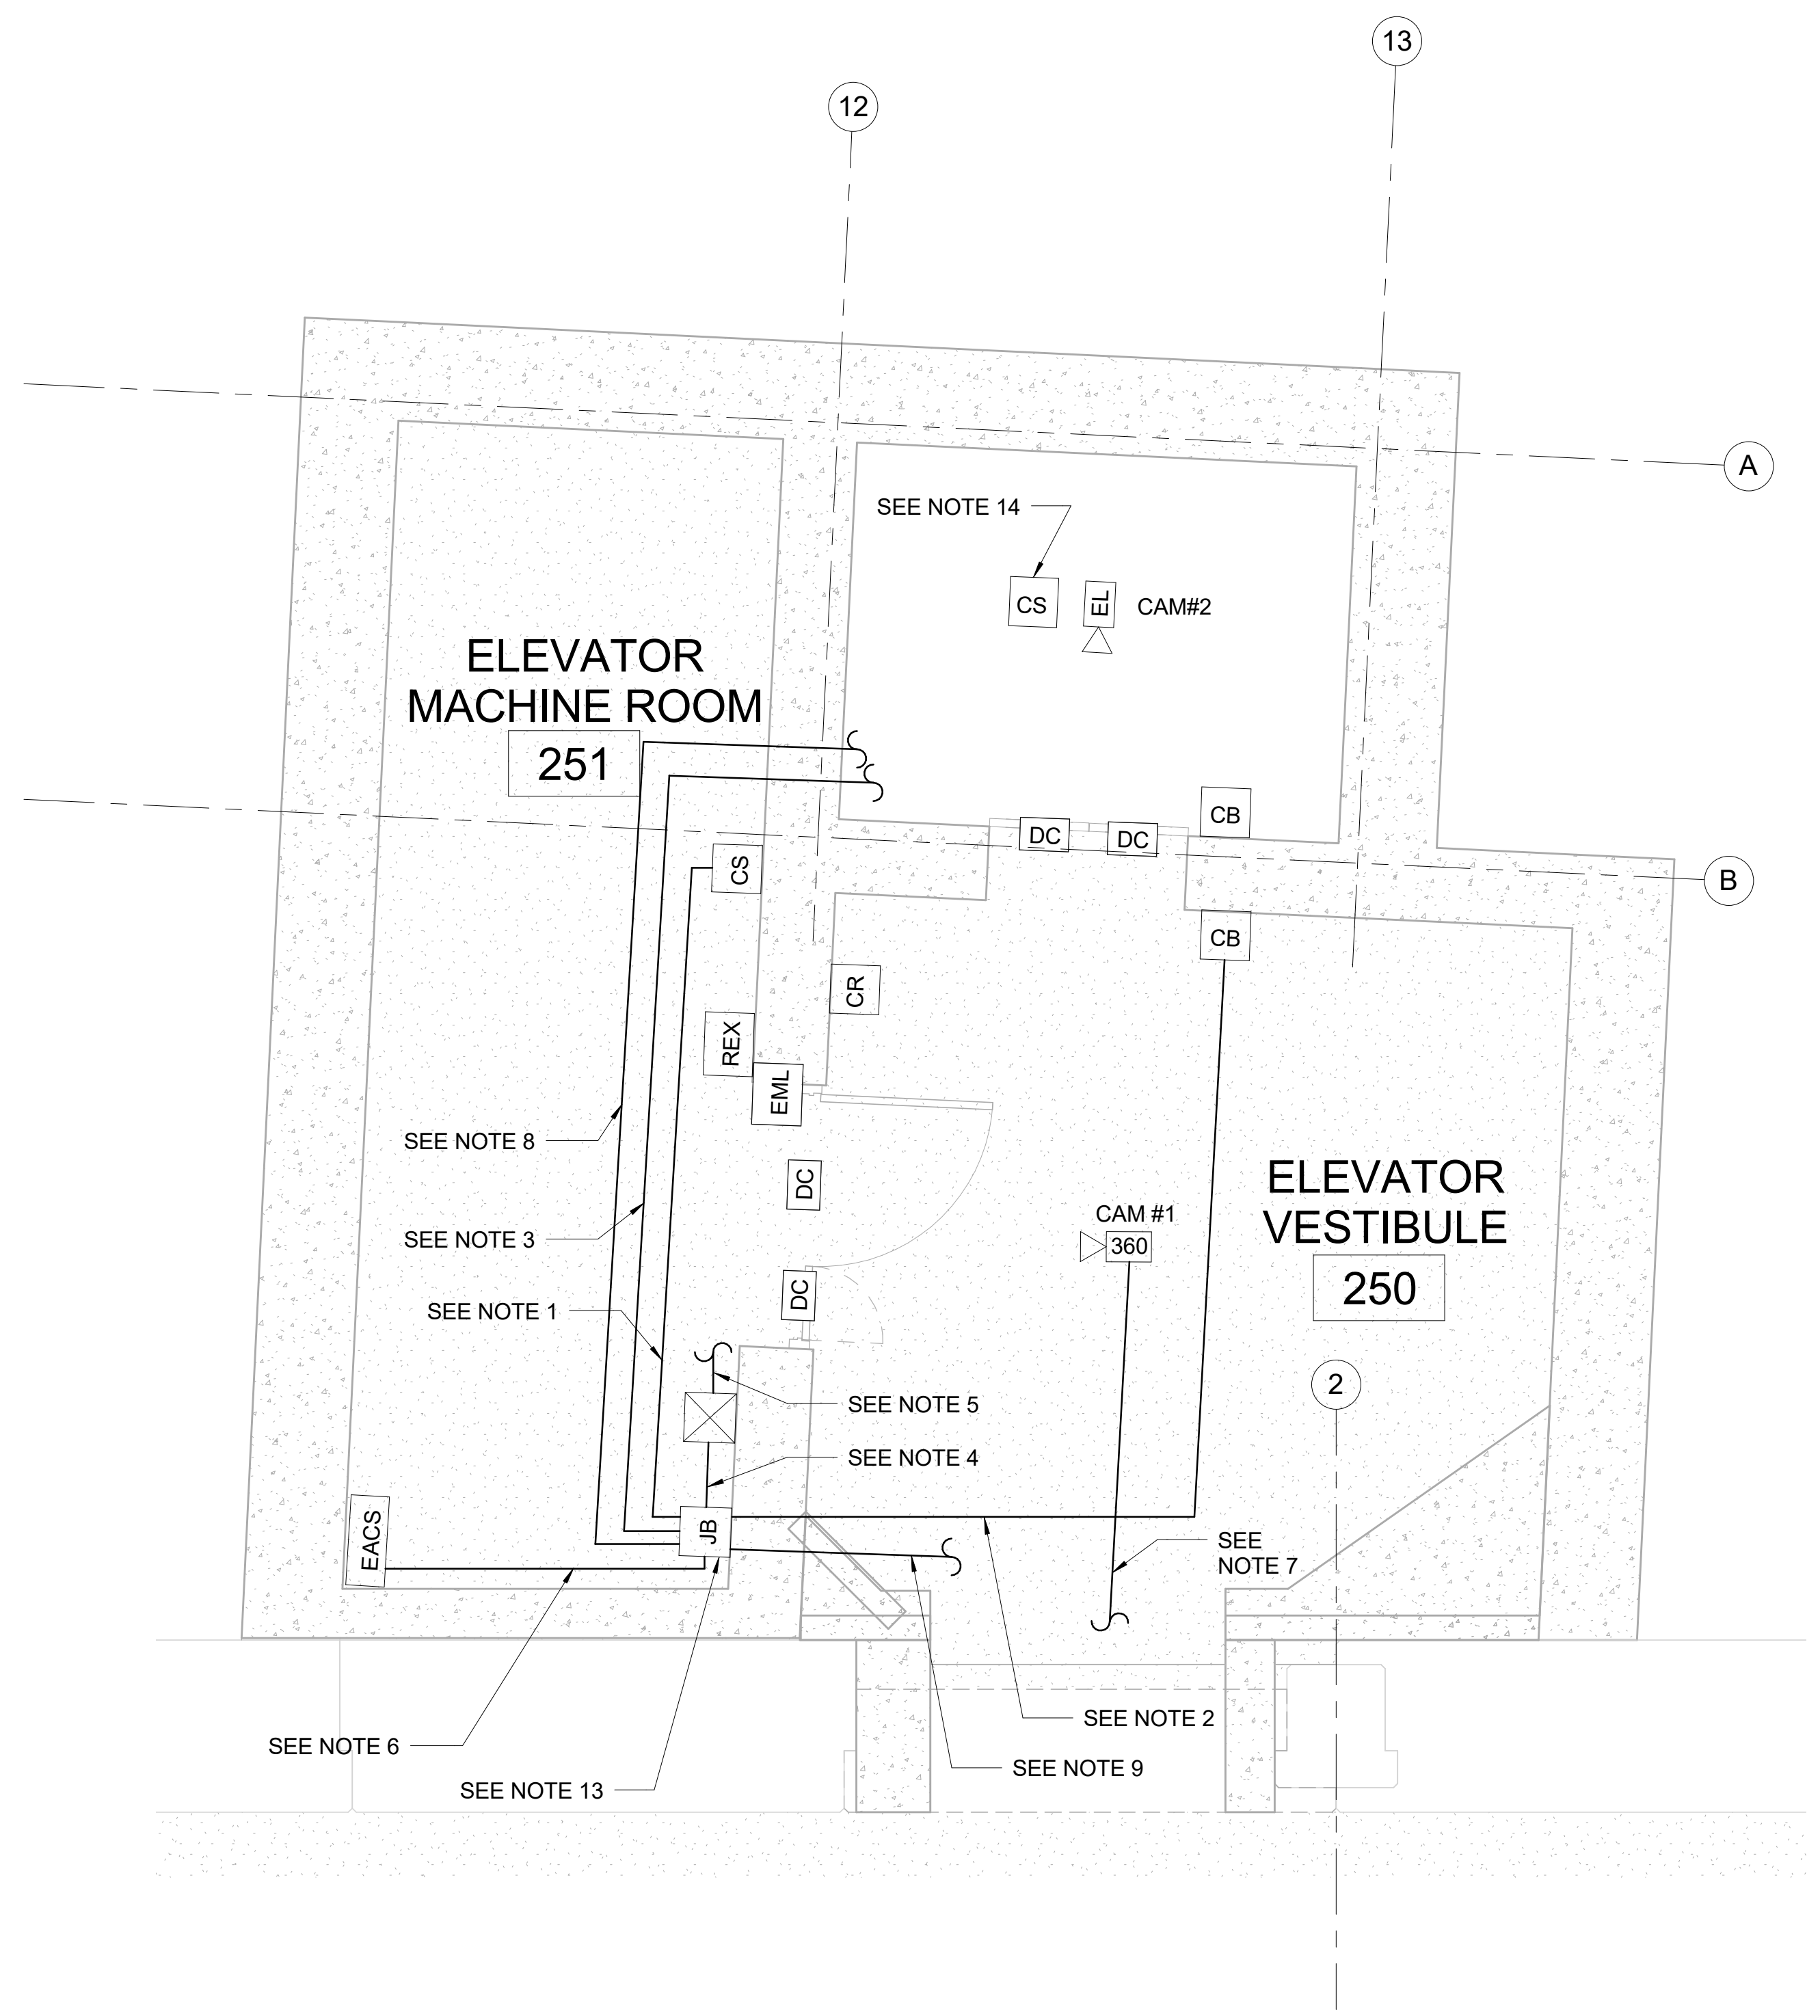 13
12
A
SEE NOTE 14
CS
EL
CAM#2
ELEVATOR
MACHINE ROOM
251
CB
DC
DC
CS
B
CB
CR
REX
EML
SEE NOTE 8
DC
ELEVATOR
VESTIBULE
250
CAM #1
360
SEE NOTE 3
DC
SEE NOTE 1
2
SEE NOTE 5
SEE NOTE 4
EACS
JB
SEE
NOTE 7
SEE NOTE 2
SEE NOTE 6
SEE NOTE 9
SEE NOTE 13